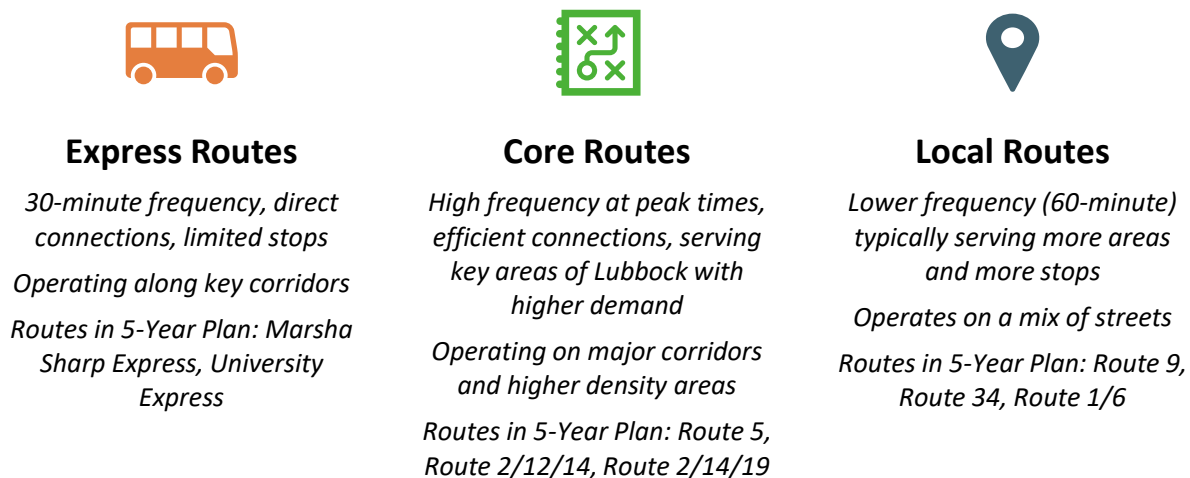 Express Routes
30-minute frequency, direct
connections, limited stops
Operating along key corridors
Routes in 5-Year Plan: Marsha
Sharp Express, University
Express
Core Routes
High frequency at peak times,
efficient connections, serving
key areas of Lubbock with
higher demand
Operating on major corridors
and higher density areas
Routes in 5-Year Plan: Route 5,
Route 2/12/14, Route 2/14/19
Local Routes
Lower frequency (60-minute)
typically serving more areas
and more stops
Operates on a mix of streets
Routes in 5-Year Plan: Route 9,
Route 34, Route 1/6